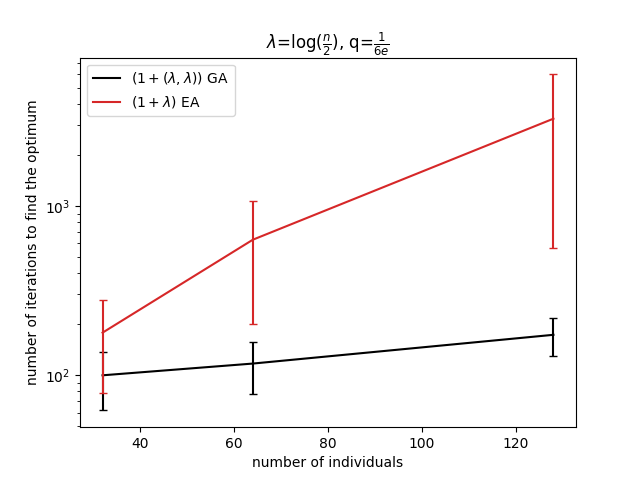 λ=log(n/2), q=1/6e
(1 + (λ, λ)) GA
(1 + λ) EA
number of iterations to find the optimum
10³
10²
40 60 80 100 120
number of individuals